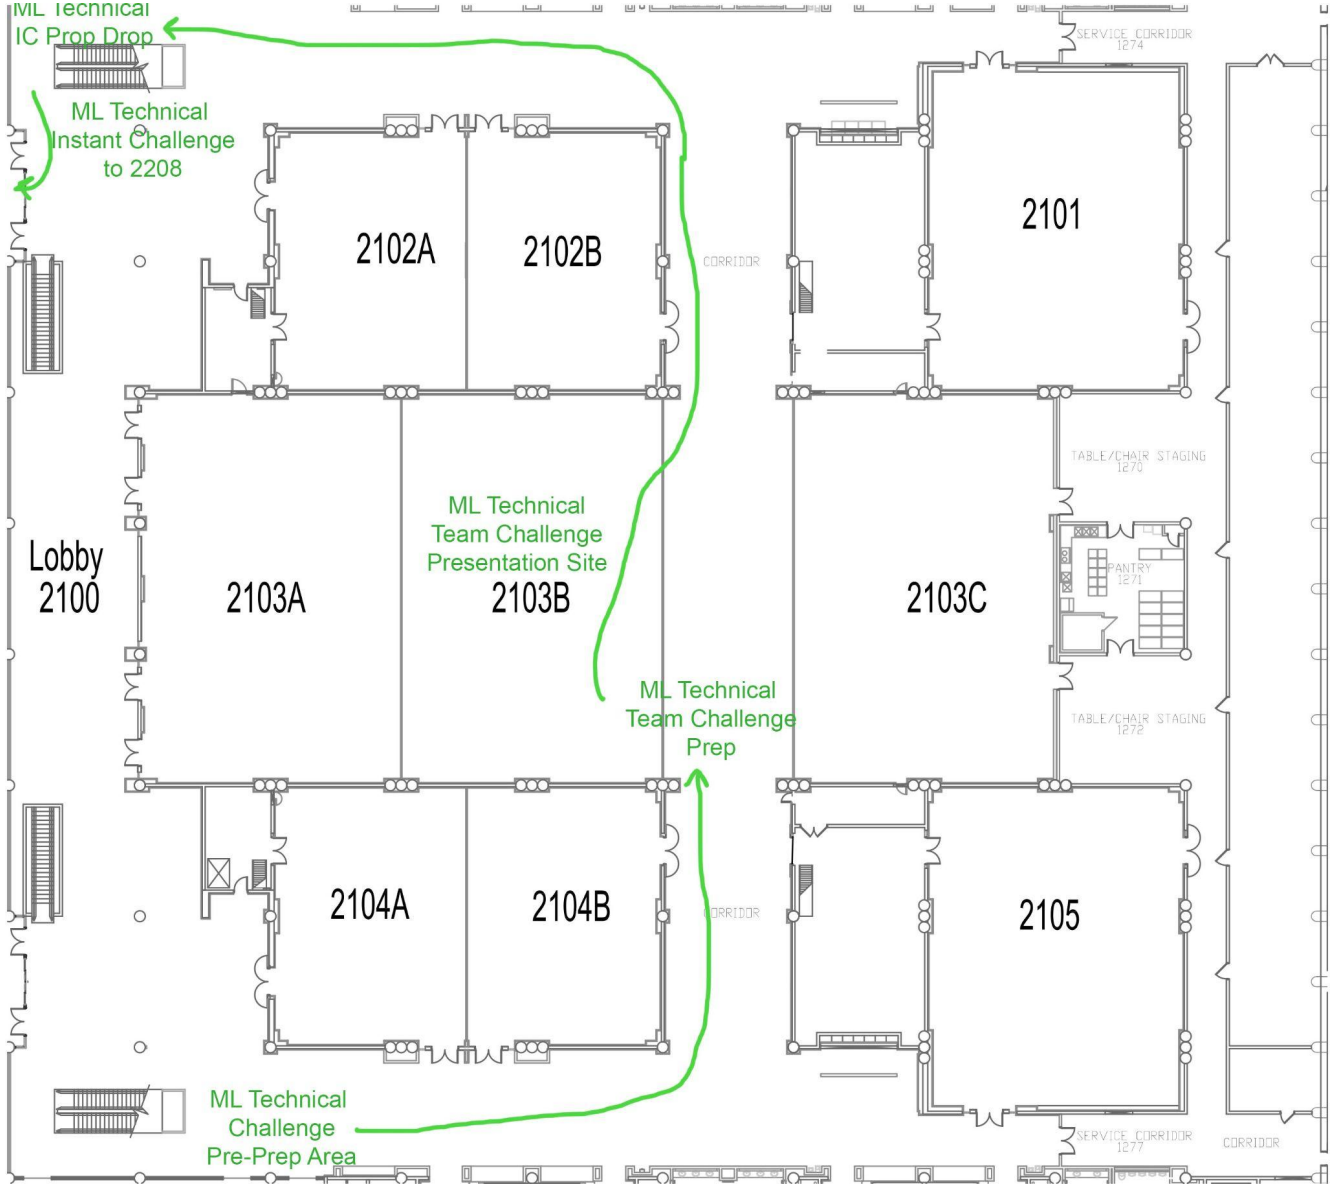 ML Technical
IC Prop Drop
SERVICE CORRIDOR
1274
ML Technical
Instant Challenge
to 2208
2101
2102A
2102B
CORRIDOR
TABLE/CHAIR STAGING
1270
ML Technical
Team Challenge
Presentation Site
Lobby
2100
2103A
2103B
2103C
PANTRY
1271
ML Technical
Team Challenge
Prep
TABLE/CHAIR STAGING
1272
2104A
2104B
CORRIDOR
2105
ML Technical
Challenge
Pre-Prep Area
SERVICE CORRIDOR
1277
CORRIDOR